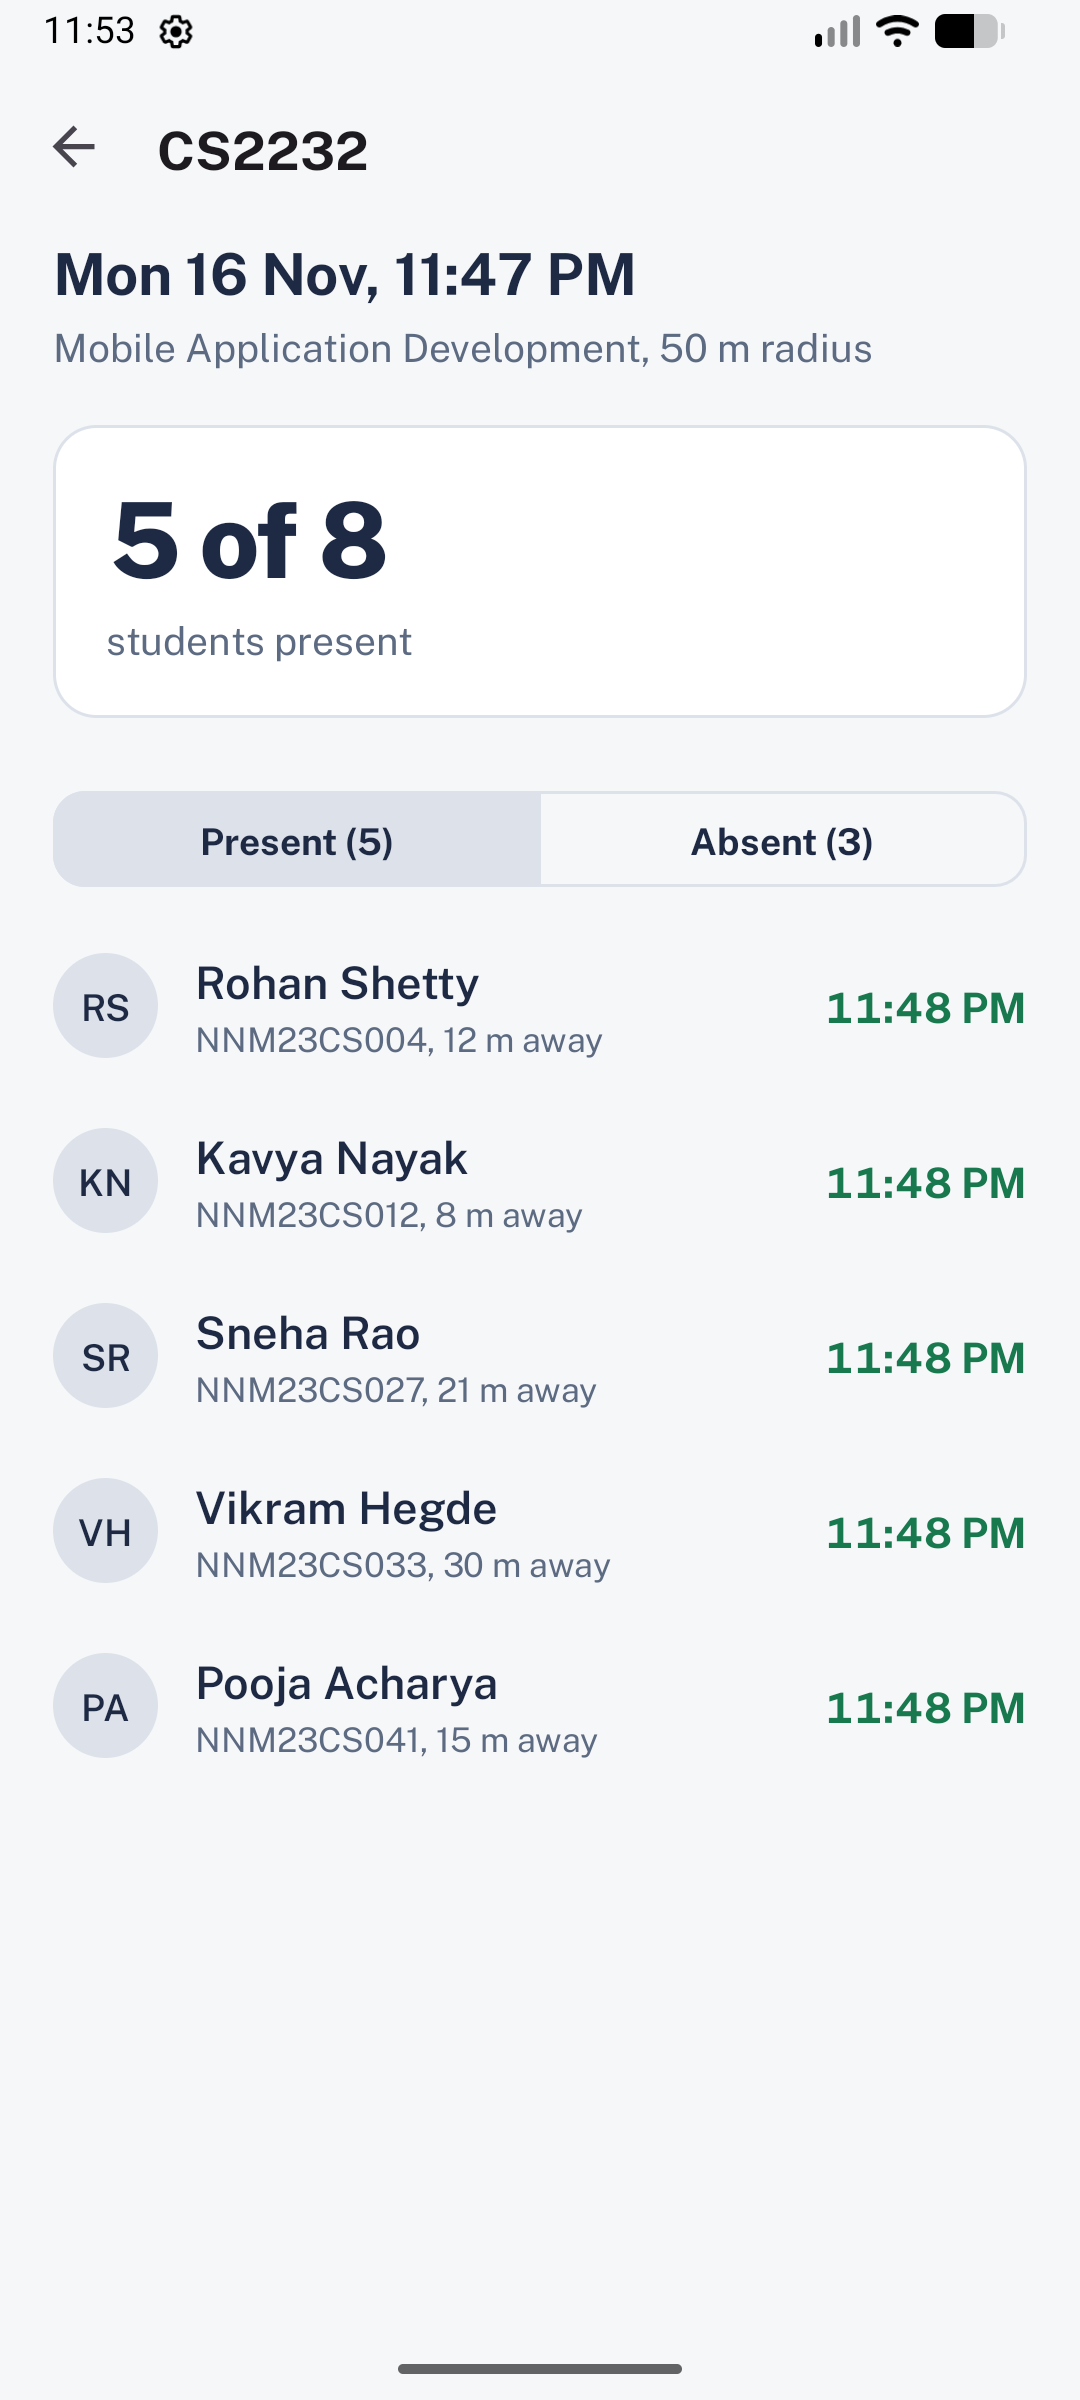 11:53
CS2232
Mon 16 Nov, 11:47 PM
Mobile Application Development, 50 m radius
5 of 8
students present
Present (5)
Absent (3)
RS
Rohan Shetty
NNM23CS004, 12 m away
11:48 PM
KN
Kavya Nayak
NNM23CS012, 8 m away
11:48 PM
SR
Sneha Rao
NNM23CS027, 21 m away
11:48 PM
VH
Vikram Hegde
NNM23CS033, 30 m away
11:48 PM
PA
Pooja Acharya
NNM23CS041, 15 m away
11:48 PM